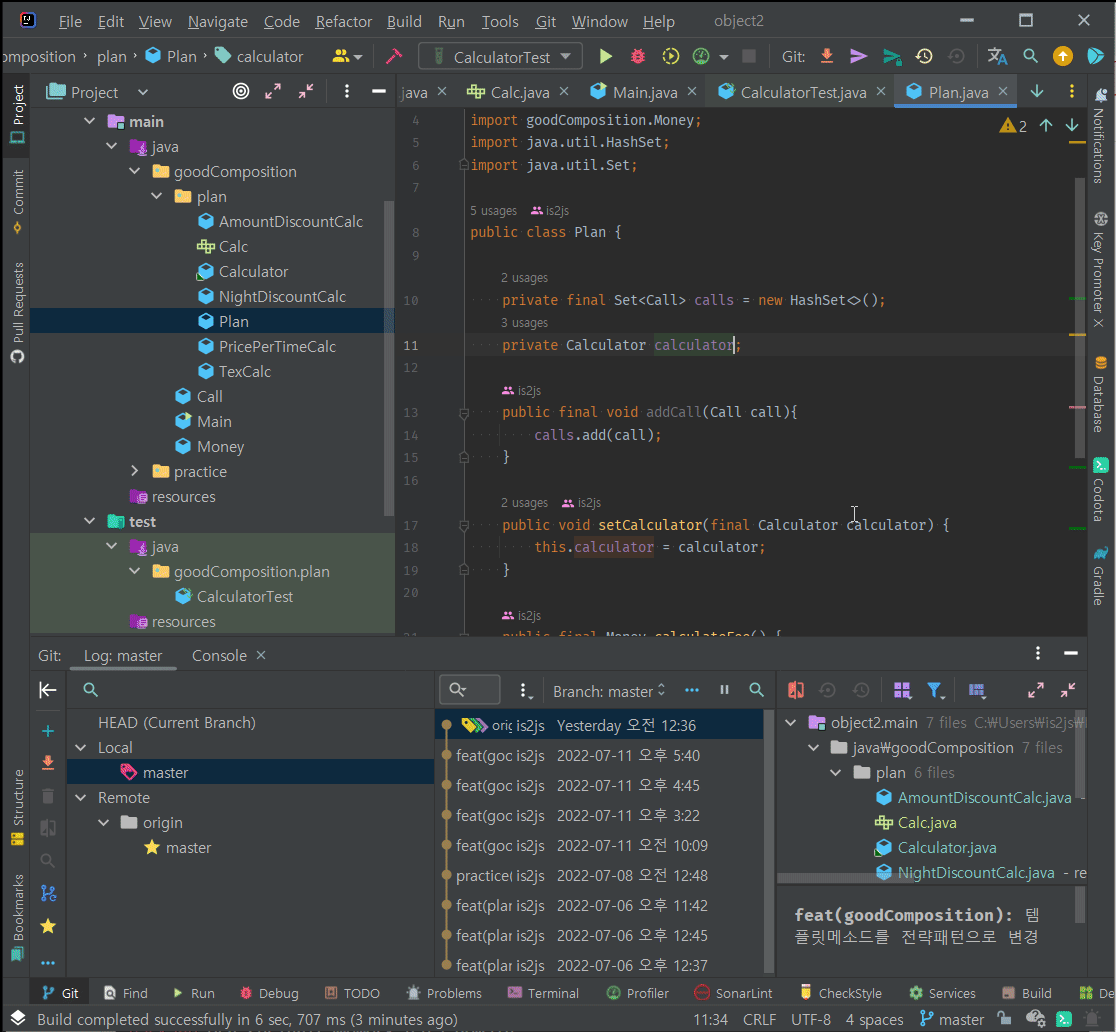 File Edit View Navigate Code Refactor Build Run Tools Git Window Help object2
omposition plan Plan calculator CalculatorTest Git:
Project
.java Calc.java Main.java CalculatorTest.java Plan.java
main
java
goodComposition
plan
AmountDiscountCalc
Calc
Calculator
NightDiscountCalc
Plan
PricePerTimeCalc
TexCalc
Call
Main
Money
practice
resources
test
java
goodComposition.plan
CalculatorTest
resources
4 import goodComposition.Money;
5 import java.util.HashSet;
6 import java.util.Set;
7
5 usages is2js
8 public class Plan {
9
2 usages
10 private final Set<Call> calls = new HashSet<>();
3 usages
11 private Calculator calculator;
12
is2js
13 public final void addCall(Call call){
14 calls.add(call);
15 }
16
2 usages is2js
17 public void setCalculator(final Calculator calculator) {
18 this.calculator = calculator;
19 }
20
is2js
21 public final Money calculateFee() {
2
Project
Commit
Pull Requests
Structure
Bookmarks
Notifications
Key Promoter X
Database
Codota
Gradle
Git: Log: master Console
Branch: master
HEAD (Current Branch)
Local
master
Remote
origin
master
orig is2js Yesterday 오전 12:36
feat(goc is2js 2022-07-11 오후 5:40
feat(goc is2js 2022-07-11 오후 4:45
feat(goc is2js 2022-07-11 오후 3:22
feat(goc is2js 2022-07-11 오전 10:09
practice( is2js 2022-07-08 오전 12:48
feat(plar is2js 2022-07-06 오후 11:42
feat(plar is2js 2022-07-06 오후 12:45
feat(plar is2js 2022-07-06 오후 12:37
object2.main 7 files C:₩Users₩is2js₩
java₩goodComposition 7 files
plan 6 files
AmountDiscountCalc.java -
Calc.java
Calculator.java
NightDiscountCalc.java - re
feat(goodComposition): 템
플릿메소드를 전략패턴으로 변경
Git Find Run Debug TODO Problems Terminal Profiler SonarLint CheckStyle Services Build De
Build completed successfully in 6 sec, 707 ms (3 minutes ago) 11:34 CRLF UTF-8 4 spaces master